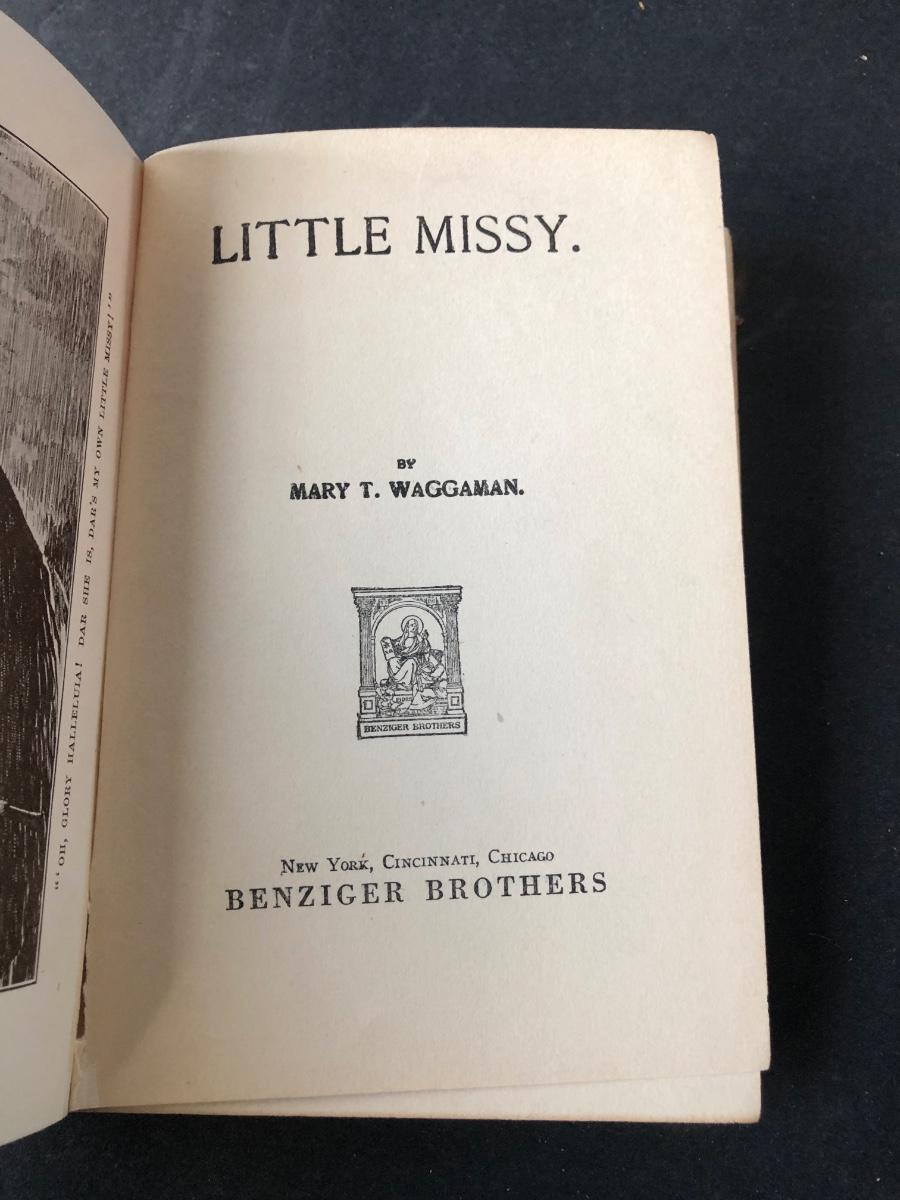 "'OH, GLORY HALLELUIA! DAR SHE IS, DAR'S MY OWN LITTLE MISSY!'"
LITTLE MISSY.
BY
MARY T. WAGGAMAN.
BENZIGER BROTHERS
NEW YORK, CINCINNATI, CHICAGO
BENZIGER BROTHERS